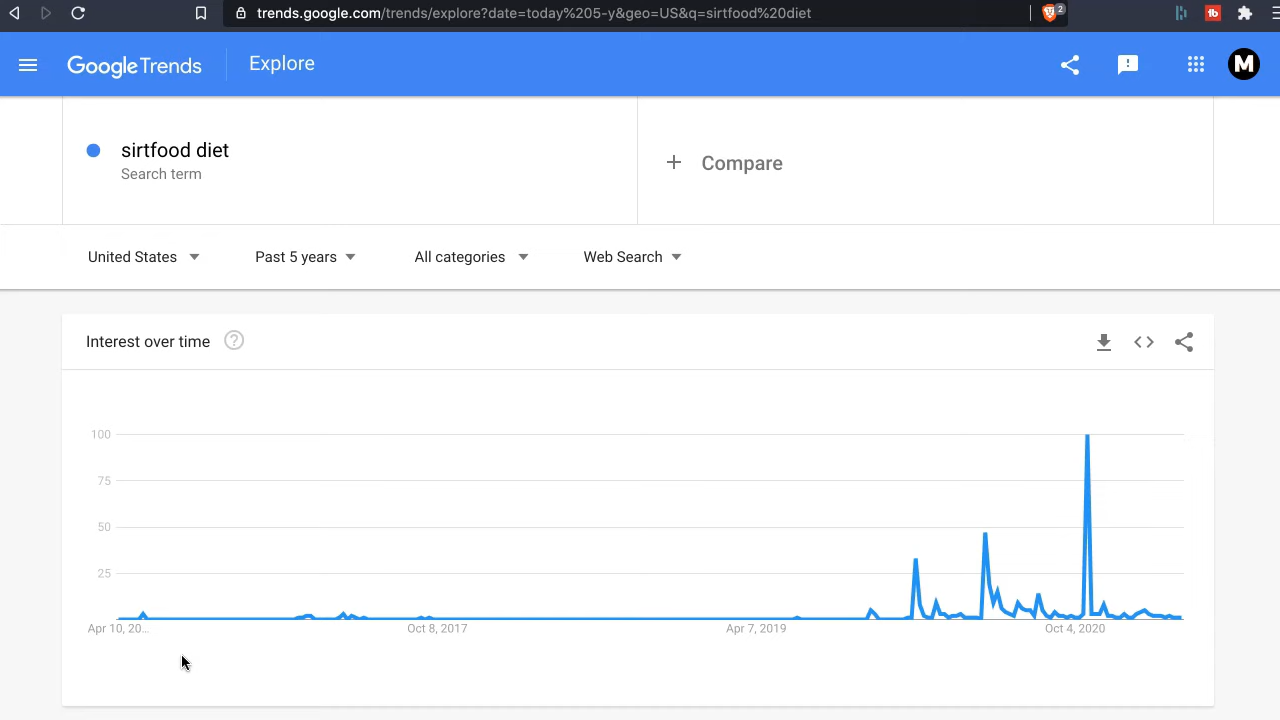 trends.google.com/trends/explore?date=today%205-y&geo=US&q=sirtfood%20diet
2
Google Trends
Explore
M
sirtfood diet
Search term
+ Compare
United States
Past 5 years
All categories
Web Search
Interest over time
100
75
50
25
Apr 10, 20...
Oct 8, 2017
Apr 7, 2019
Oct 4, 2020